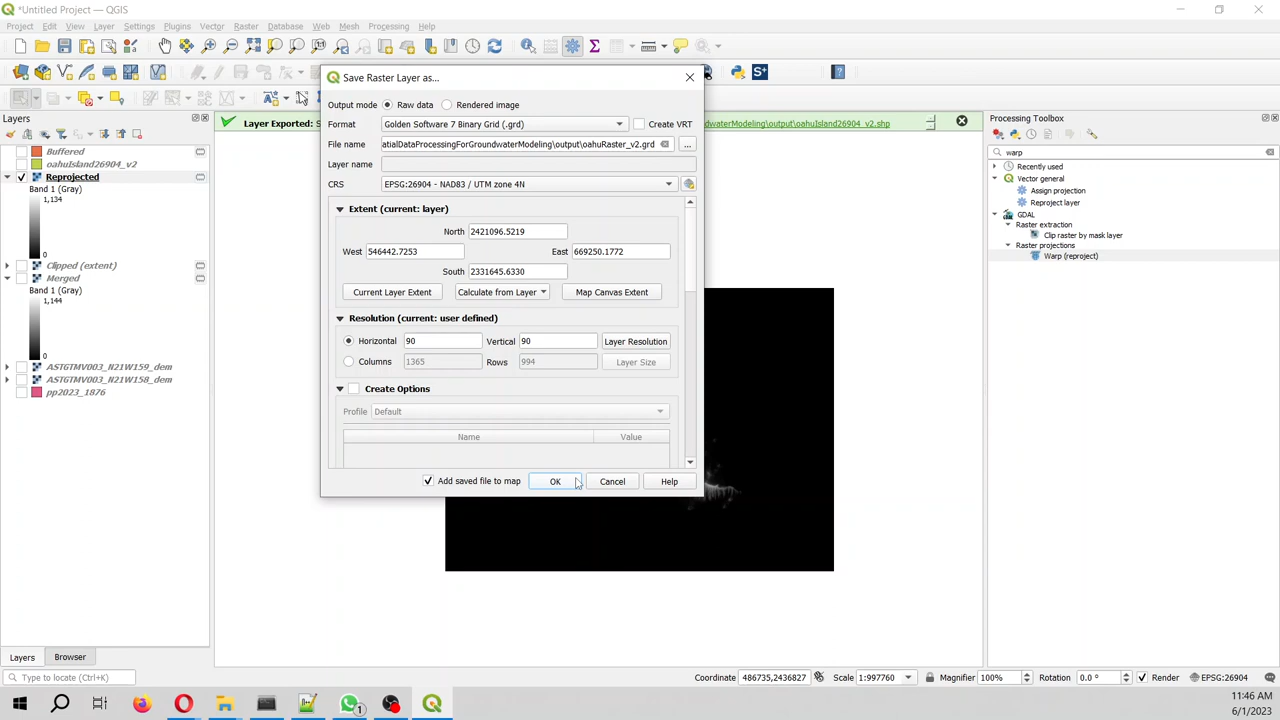 *Untitled Project — QGIS
Project Edit View Layer Settings Plugins Vector Raster Database Web Mesh Processing Help
Layers
Layer Exported:
dwaterModeling\output\oahuIsland26904_v2.shp
Buffered
oahuIsland26904_v2
Reprojected
Band 1 (Gray)
1,134
0
Clipped (extent)
Merged
Band 1 (Gray)
1,144
0
ASTGTMV003_N21W159_dem
ASTGTMV003_N21W158_dem
pp2023_1876
Layers Browser
Save Raster Layer as...
Output mode Raw data Rendered image
Format Golden Software 7 Binary Grid (.grd) Create VRT
File name atialDataProcessingForGroundwaterModeling\output\oahuRaster_v2.grd ...
Layer name
CRS EPSG:26904 - NAD83 / UTM zone 4N
Extent (current: layer)
North 2421096.5219
West 546442.7253 East 669250.1772
South 2331645.6330
Current Layer Extent Calculate from Layer Map Canvas Extent
Resolution (current: user defined)
Horizontal 90 Vertical 90 Layer Resolution
Columns 1365 Rows 994 Layer Size
Create Options
Profile Default
Name Value
Add saved file to map OK Cancel Help
Processing Toolbox
warp
Recently used
Vector general
Assign projection
Reproject layer
GDAL
Raster extraction
Clip raster by mask layer
Raster projections
Warp (reproject)
Type to locate (Ctrl+K) Coordinate 486735,2436827 Scale 1:997760 Magnifier 100% Rotation 0.0 ° Render EPSG:26904
1
11:46 AM
6/1/2023